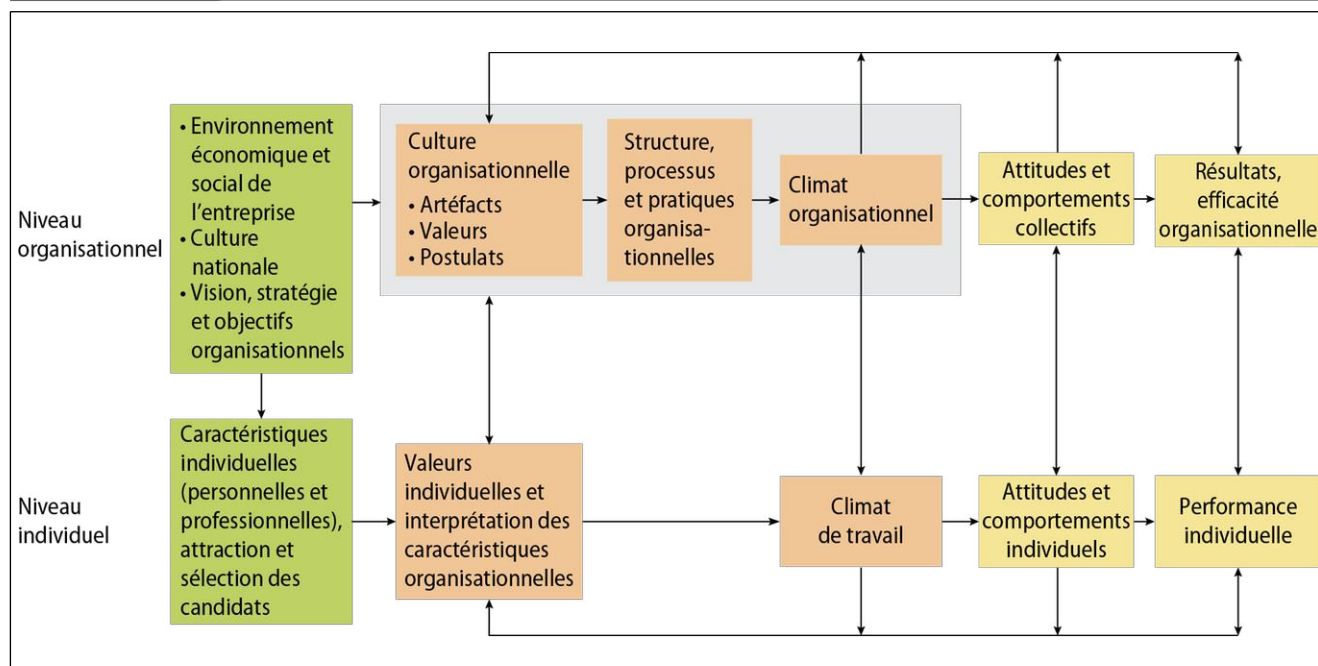 Niveau
organisationnel
• Environnement
économique et
social de
l’entreprise
• Culture
nationale
• Vision, stratégie
et objectifs
organisationnels
Culture
organisationnelle
• Artéfacts
• Valeurs
• Postulats
Structure,
processus
et pratiques
organisa-
tionnelles
Climat
organisationnel
Attitudes et
comportements
collectifs
Résultats,
efficacité
organisationnelle
Niveau
individuel
Caractéristiques
individuelles
(personnelles et
professionnelles),
attraction et
sélection des
candidats
Valeurs
individuelles et
interprétation des
caractéristiques
organisationnelles
Climat
de travail
Attitudes et
comportements
individuels
Performance
individuelle